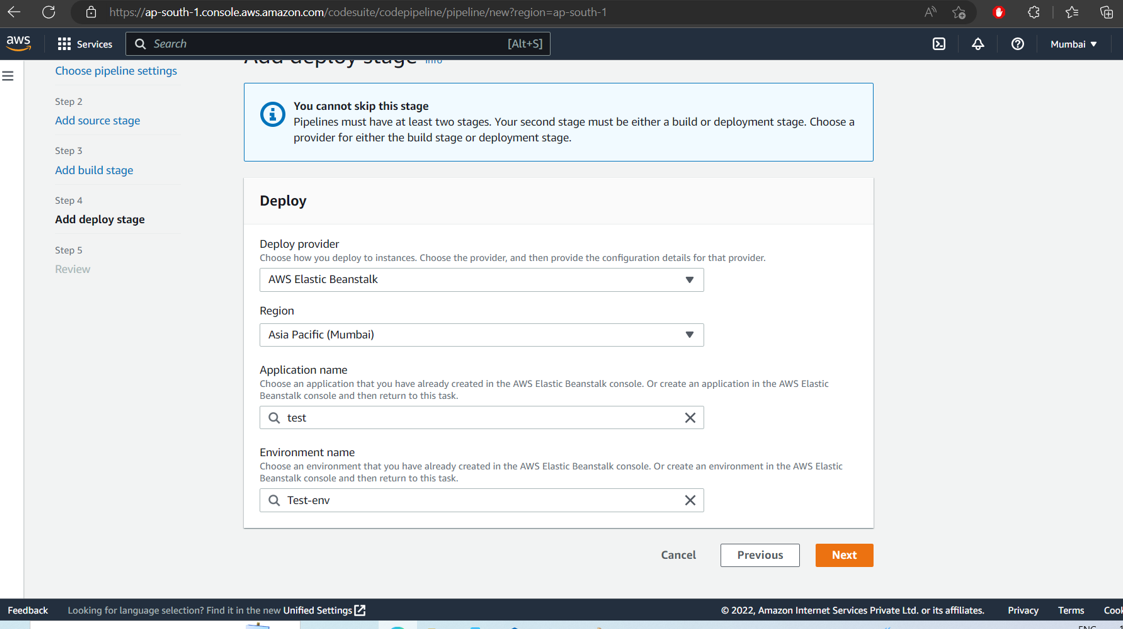 https://ap-south-1.console.aws.amazon.com/codesuite/codepipeline/pipeline/new?region=ap-south-1
aws
Services
Search
[Alt+S]
Mumbai
Add deploy stage Info
Choose pipeline settings
Step 2
Add source stage
Step 3
Add build stage
Step 4
Add deploy stage
Step 5
Review
You cannot skip this stage
Pipelines must have at least two stages. Your second stage must be either a build or deployment stage. Choose a
provider for either the build stage or deployment stage.
Deploy
Deploy provider
Choose how you deploy to instances. Choose the provider, and then provide the configuration details for that provider.
AWS Elastic Beanstalk
Region
Asia Pacific (Mumbai)
Application name
Choose an application that you have already created in the AWS Elastic Beanstalk console. Or create an application in the AWS Elastic
Beanstalk console and then return to this task.
test
Environment name
Choose an environment that you have already created in the AWS Elastic Beanstalk console. Or create an environment in the AWS Elastic
Beanstalk console and then return to this task.
Test-env
Cancel
Previous
Next
Feedback
Looking for language selection? Find it in the new Unified Settings
© 2022, Amazon Internet Services Private Ltd. or its affiliates.
Privacy
Terms
Cook